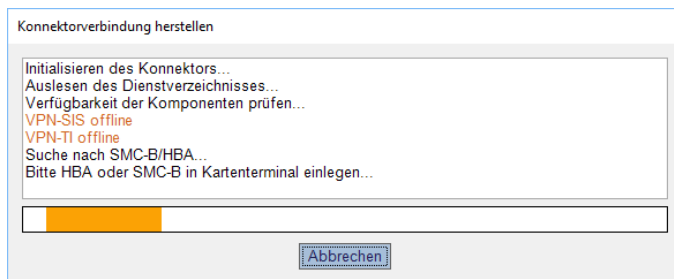 Konnektorverbindung herstellen
Initialisieren des Konnektors...
Auslesen des Dienstverzeichnisses...
Verfügbarkeit der Komponenten prüfen...
VPN-SIS offline
VPN-TI offline
Suche nach SMC-B/HBA...
Bitte HBA oder SMC-B in Kartenterminal einlegen...
Abbrechen